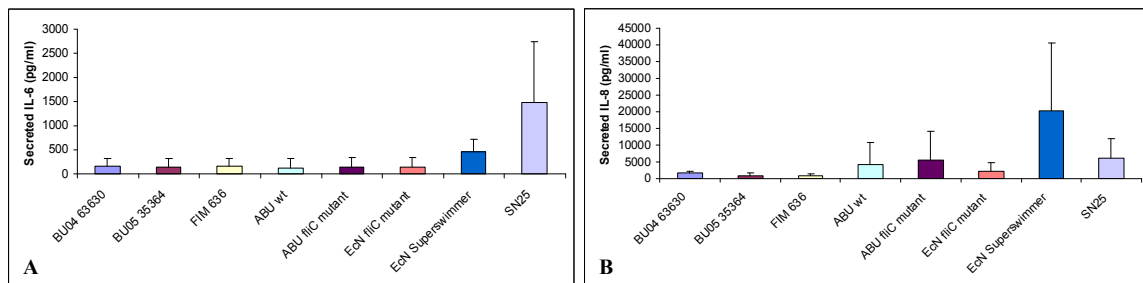 Secreted IL-6 (pg/ml)
3000
2500
2000
1500
1000
500
0
BU04 63630
BU05 35364
FIM 636
ABU wt
ABU fliC mutant
EcN fliC mutant
EcN Superswimmer
SN25
A
Secreted IL-8 (pg/ml)
45000
40000
35000
30000
25000
20000
15000
10000
5000
0
BU04 63630
BU05 35364
FIM 636
ABU wt
ABU fliC mutant
EcN fliC mutant
EcN Superswimmer
SN25
B